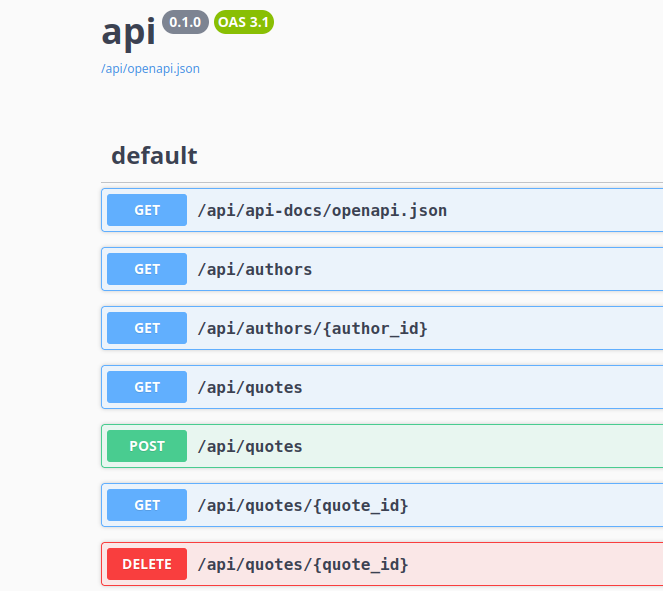 api 0.1.0 OAS 3.1
/api/openapi.json
default
GET /api/api-docs/openapi.json
GET /api/authors
GET /api/authors/{author_id}
GET /api/quotes
POST /api/quotes
GET /api/quotes/{quote_id}
DELETE /api/quotes/{quote_id}